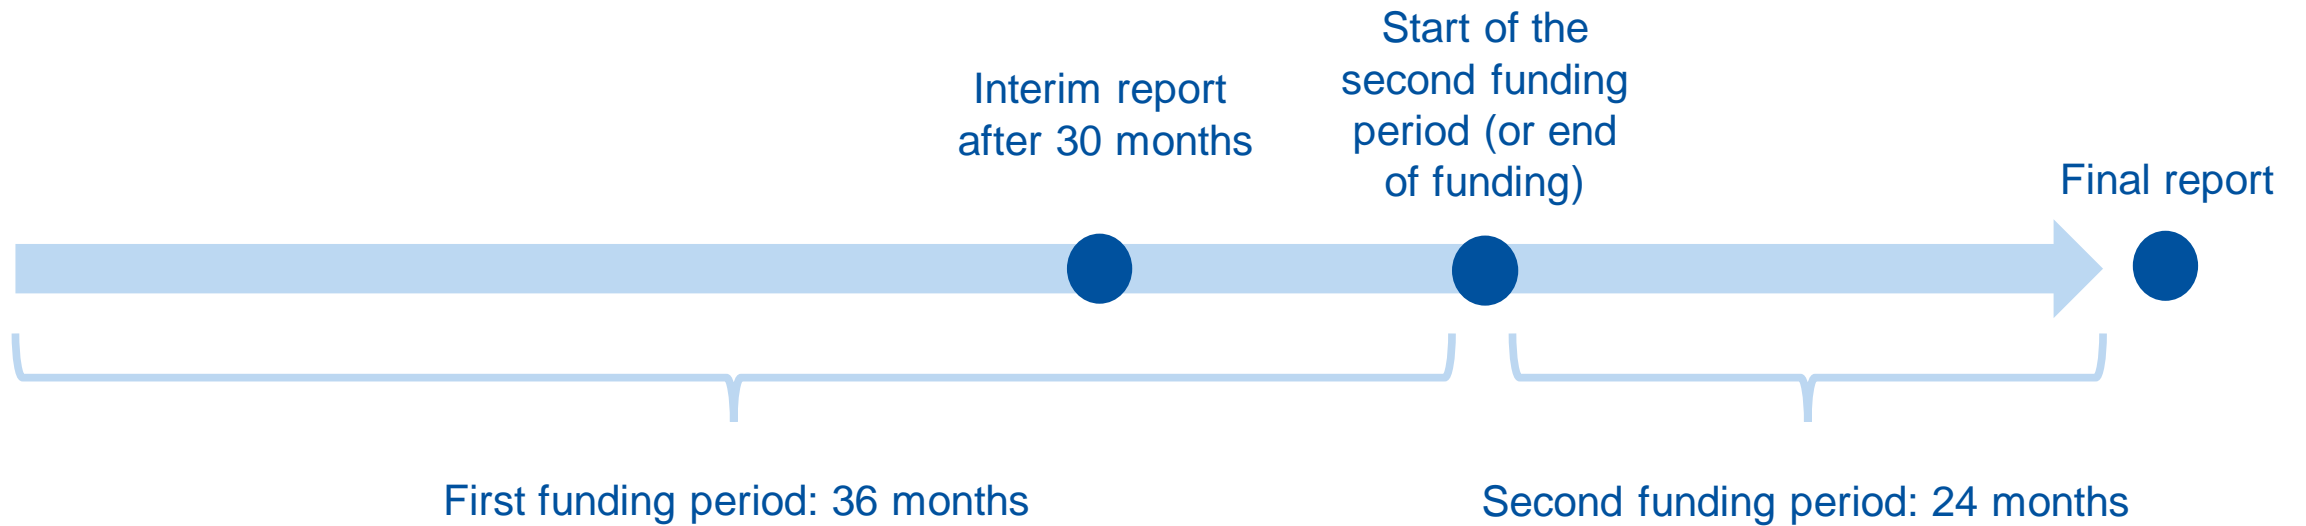 Interim report
after 30 months
Start of the
second funding
period (or end
of funding)
Final report
First funding period: 36 months
Second funding period: 24 months